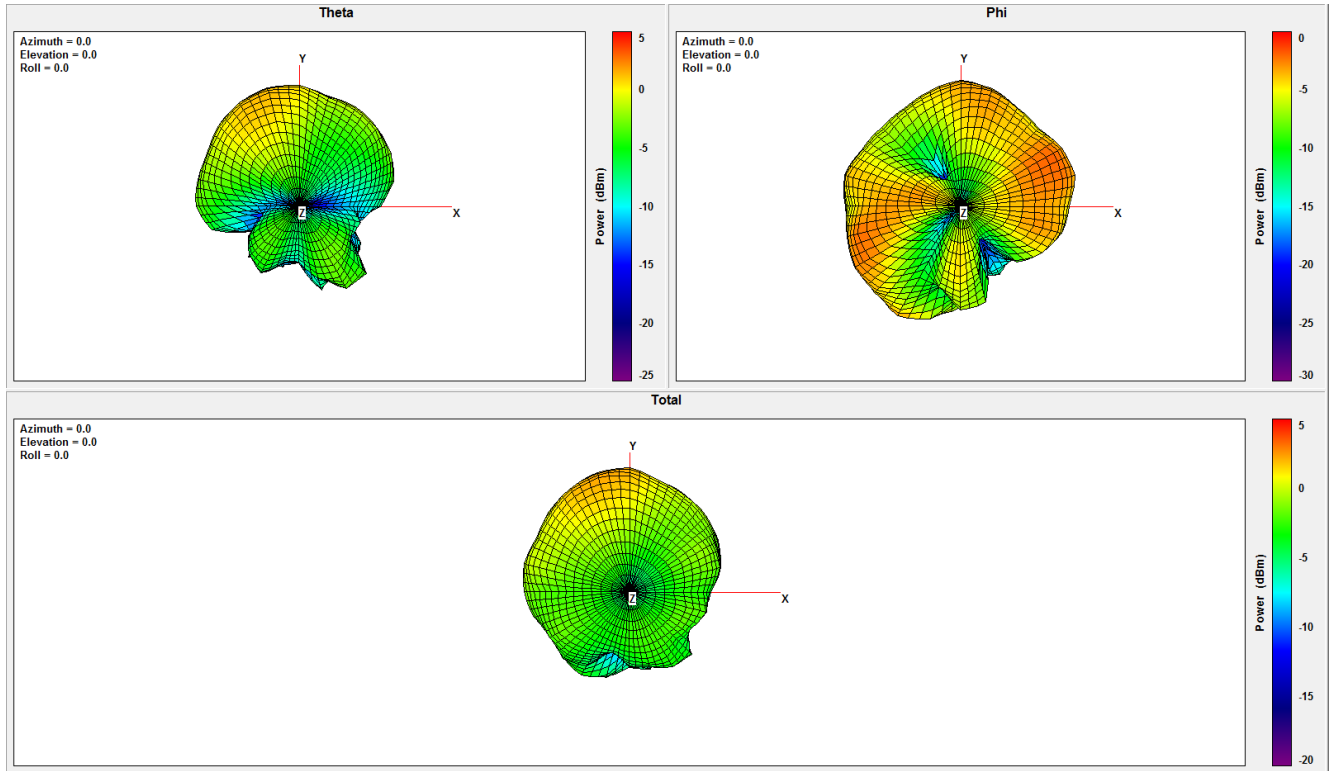 Theta
Azimuth = 0.0
Elevation = 0.0
Roll = 0.0
Y
X
Z
5
0
-5
-10
-15
-20
-25
Power (dBm)
Phi
Azimuth = 0.0
Elevation = 0.0
Roll = 0.0
Y
X
Z
0
-5
-10
-15
-20
-25
-30
Power (dBm)
Total
Azimuth = 0.0
Elevation = 0.0
Roll = 0.0
Y
X
Z
5
0
-5
-10
-15
-20
Power (dBm)